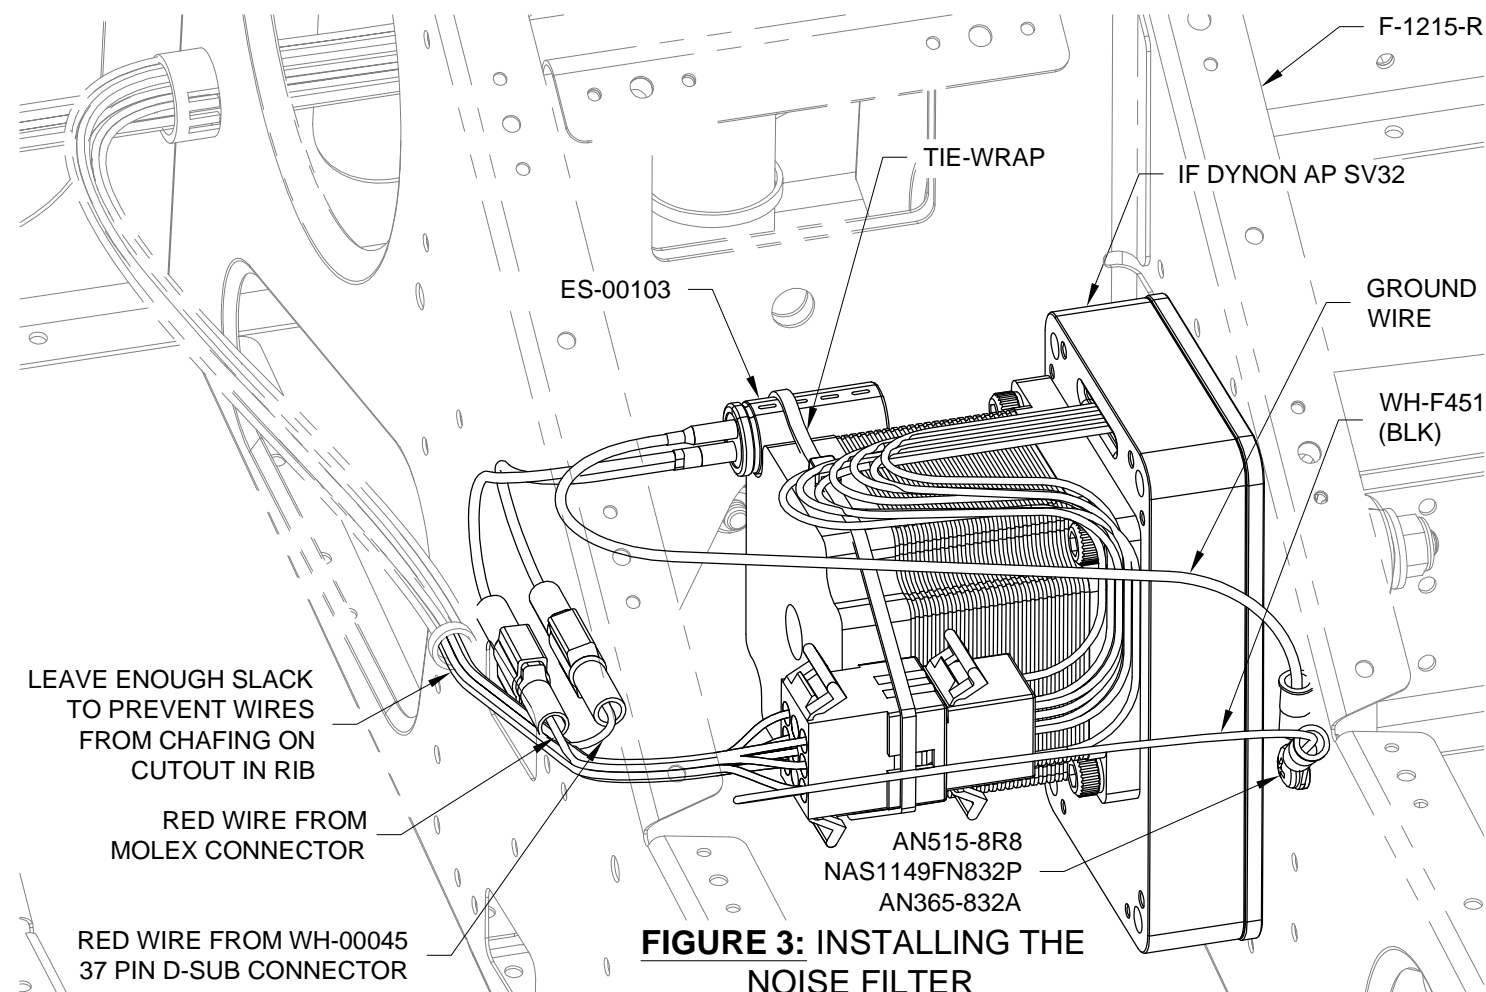 F-1215-R
TIE-WRAP
IF DYNON AP SV32
ES-00103
GROUND
WIRE
WH-F451
(BLK)
LEAVE ENOUGH SLACK
TO PREVENT WIRES
FROM CHAFING ON
CUTOUT IN RIB
RED WIRE FROM
MOLEX CONNECTOR
AN515-8R8
NAS1149FN832P
AN365-832A
RED WIRE FROM WH-00045
37 PIN D-SUB CONNECTOR
FIGURE 3: INSTALLING THE
NOISE FILTER